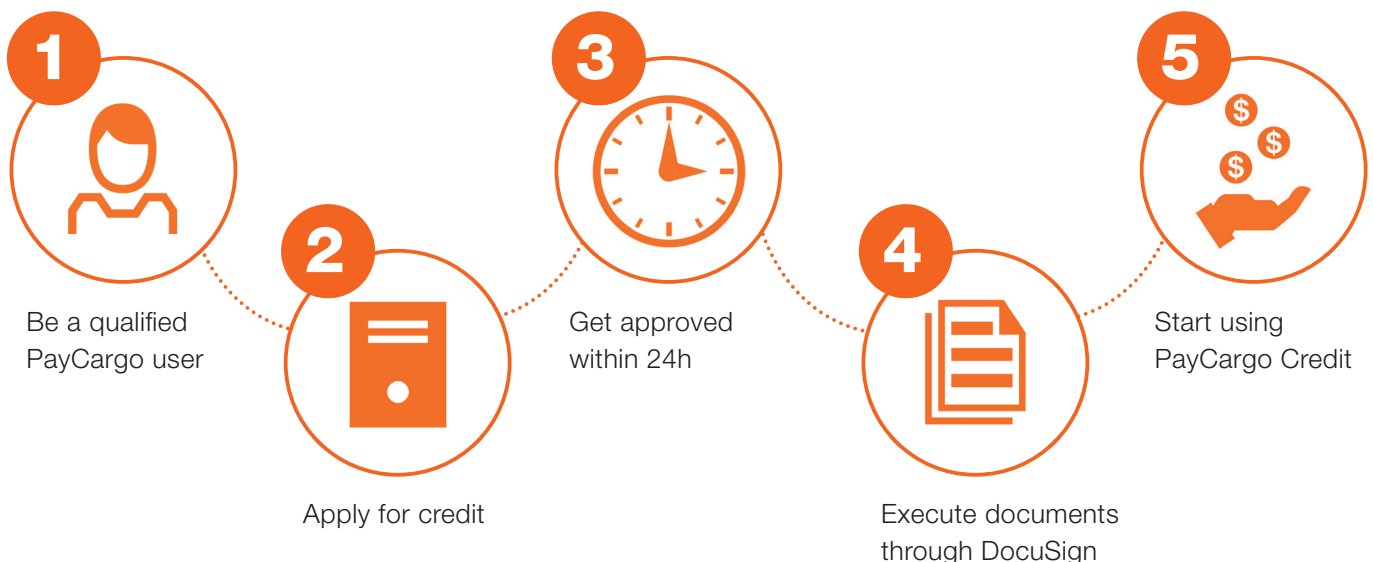 1
Be a qualified
PayCargo user
2
Apply for credit
3
Get approved
within 24h
4
Execute documents
through DocuSign
5
$
$
$
Start using
PayCargo Credit